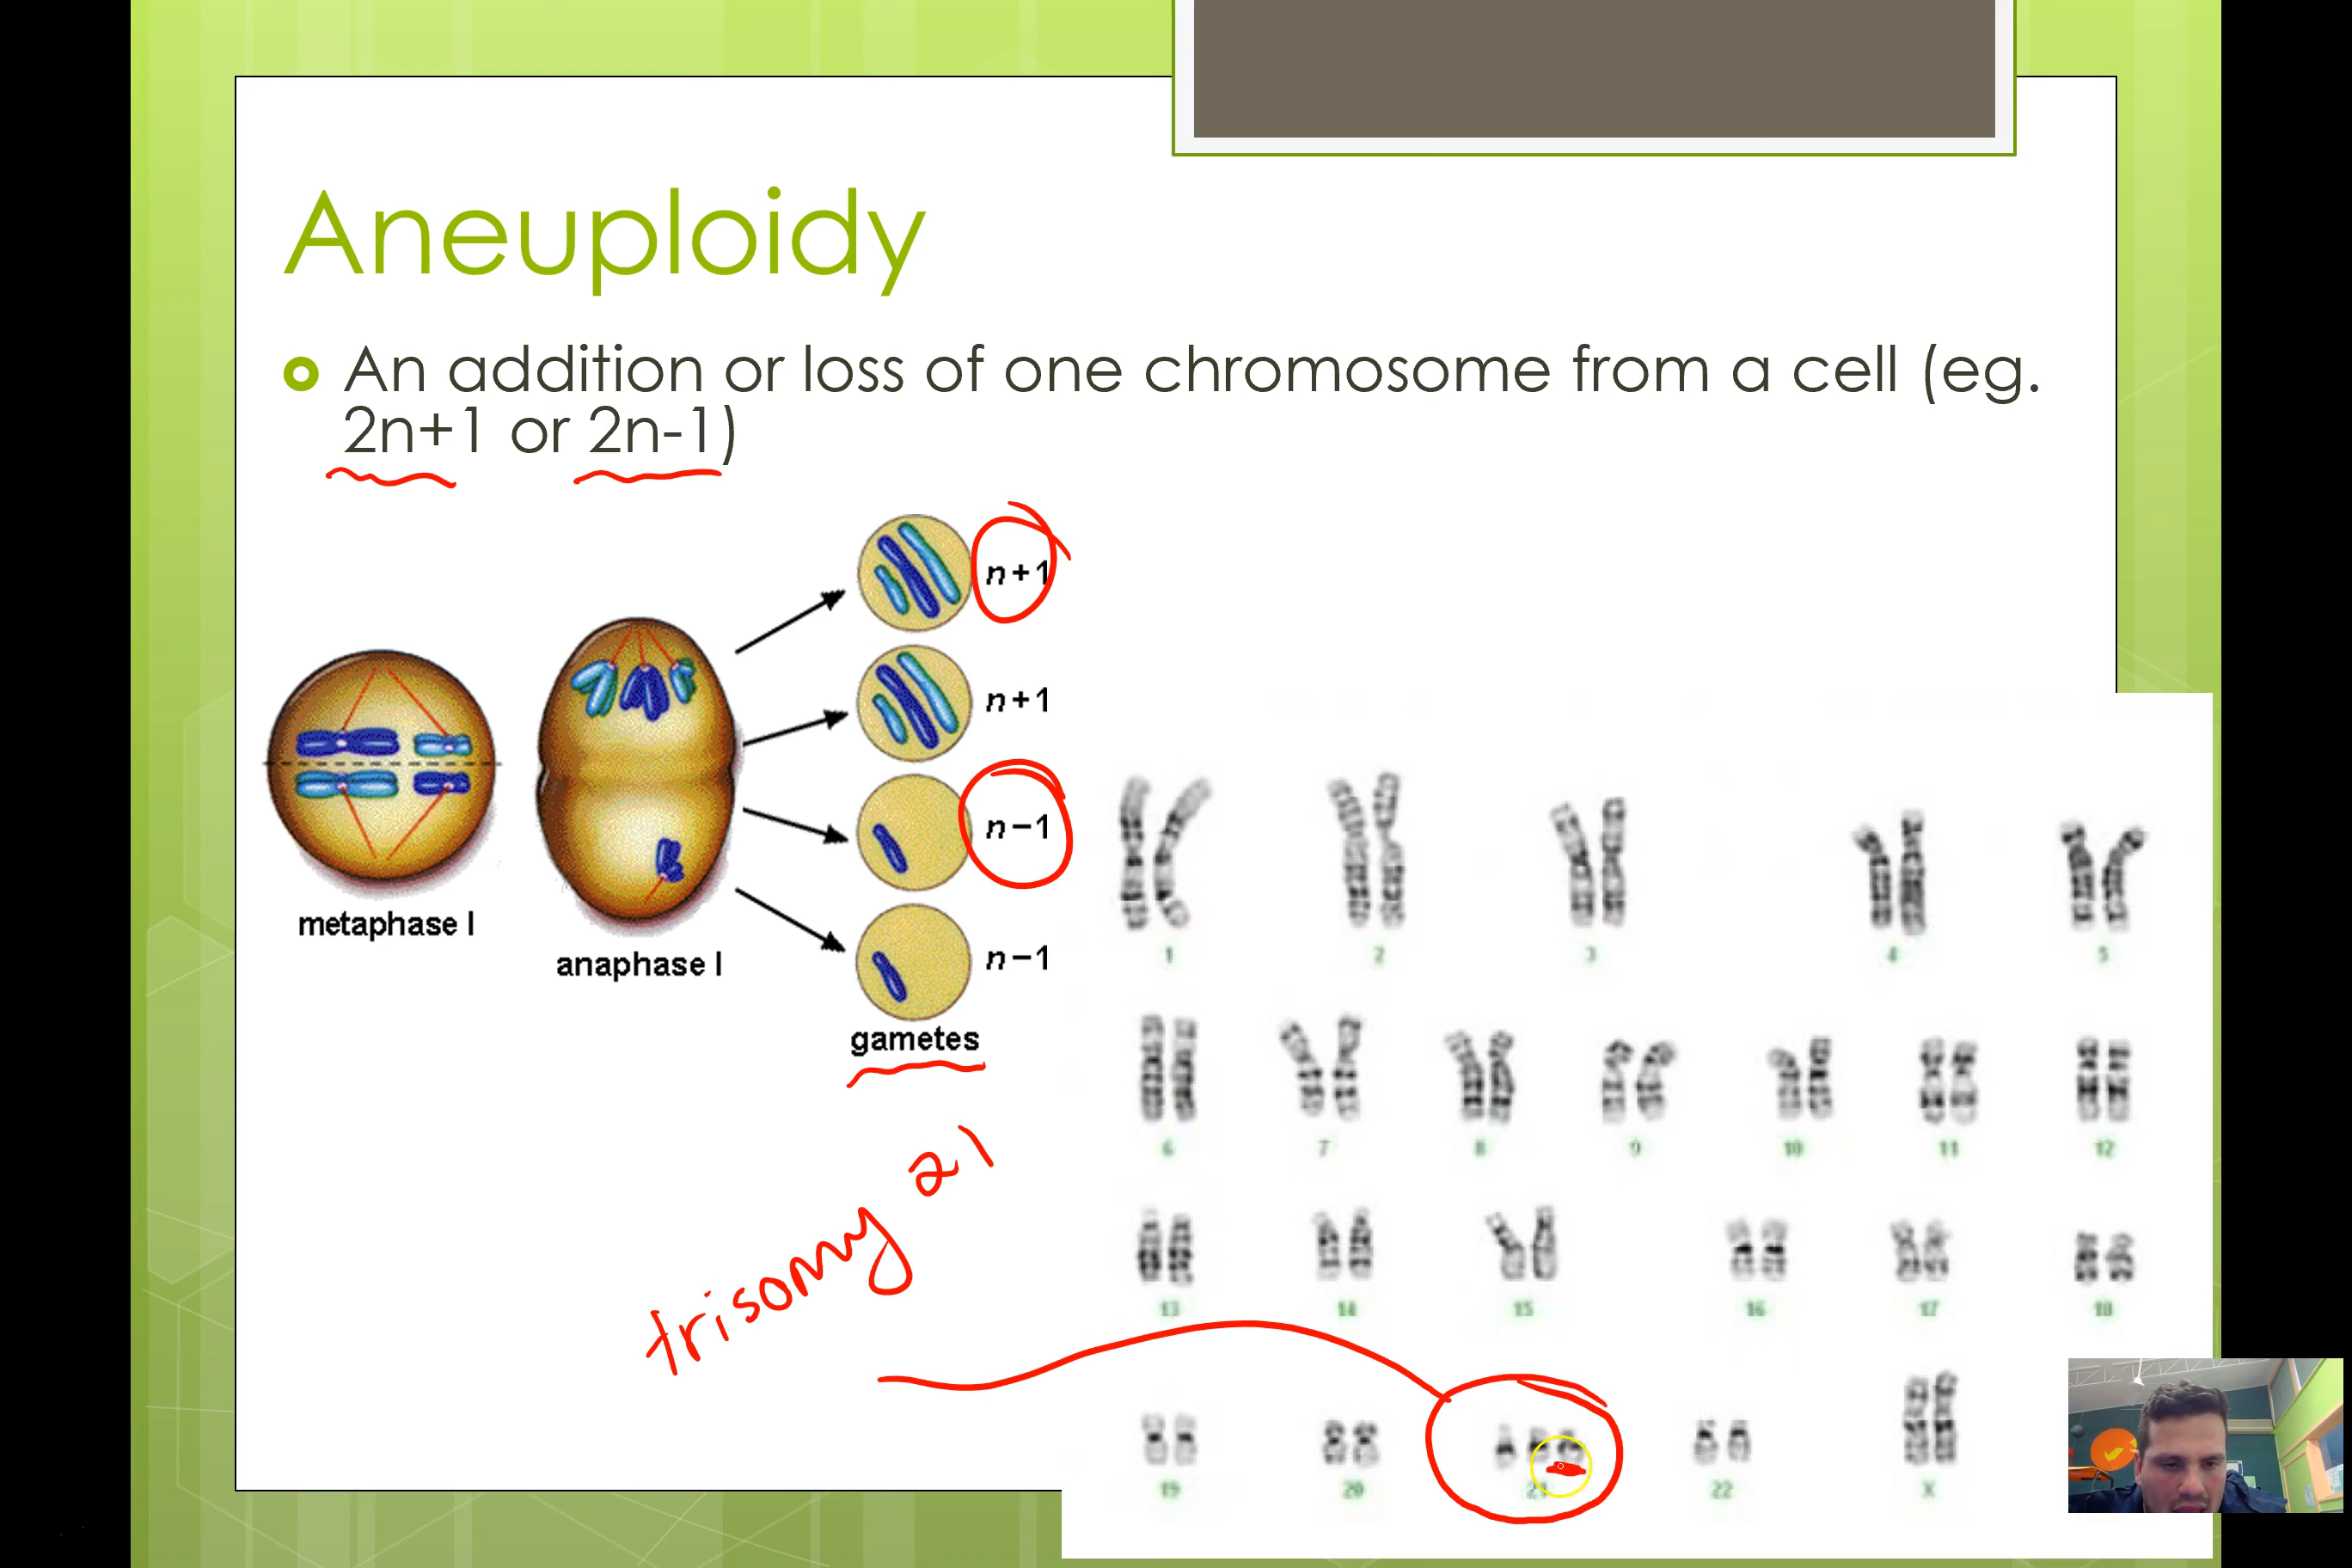 Aneuploidy
An addition or loss of one chromosome from a cell (eg.
2n+1 or 2n-1)
n+1
n+1
n−1
n−1
metaphase I
anaphase I
gametes
trisomy 21
1 2 3 4 5
6 7 8 9 10 11 12
13 14 15 16 17 18
19 20 21 22 X